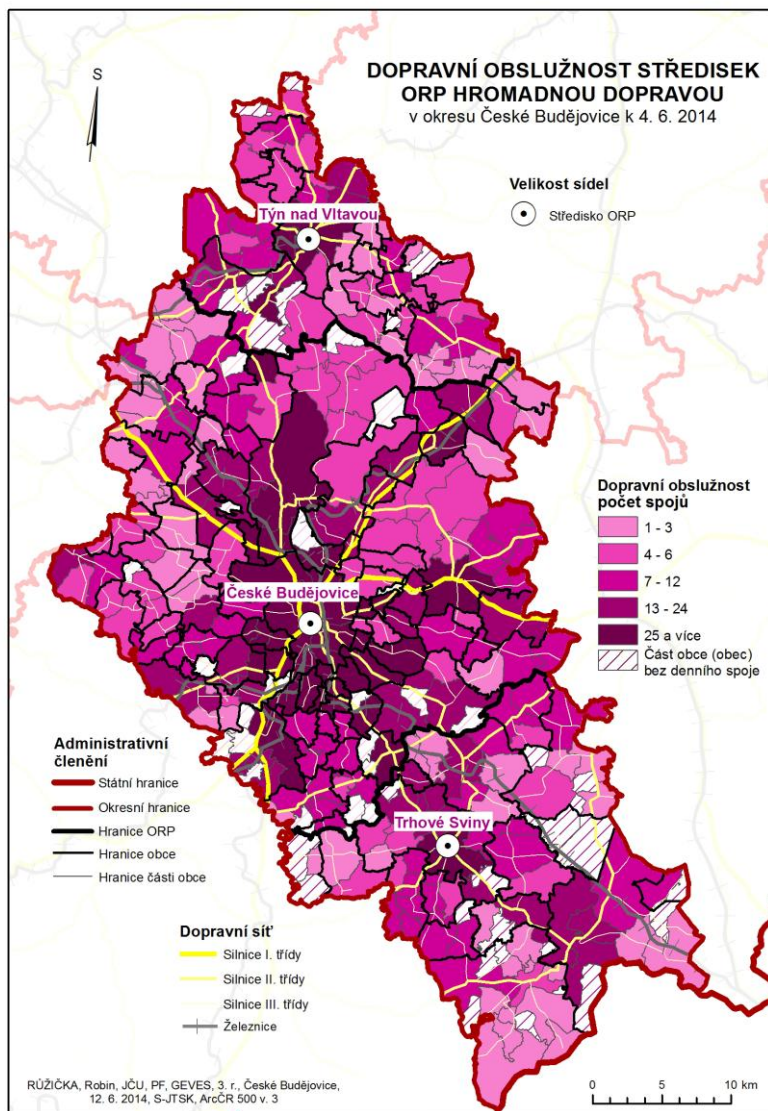 DOPRAVNÍ OBSLUŽNOST STŘEDISEK
ORP HROMADNOU DOPRAVOU
v okresu České Budějovice k 4. 6. 2014
S
Velikost sídel
Středisko ORP
Týn nad Vltavou
České Budějovice
Trhové Sviny
Dopravní obslužnost
počet spojů
1 - 3
4 - 6
7 - 12
13 - 24
25 a více
Část obce (obec)
bez denního spoje
Administrativní
členění
Státní hranice
Okresní hranice
Hranice ORP
Hranice obce
Hranice části obce
Dopravní síť
Silnice I. třídy
Silnice II. třídy
Silnice III. třídy
Železnice
RŮŽIČKA, Robin, JČU, PF, GEVES, 3. r., České Budějovice,
12. 6. 2014, S-JTSK, ArcČR 500 v. 3
0 5 10 km